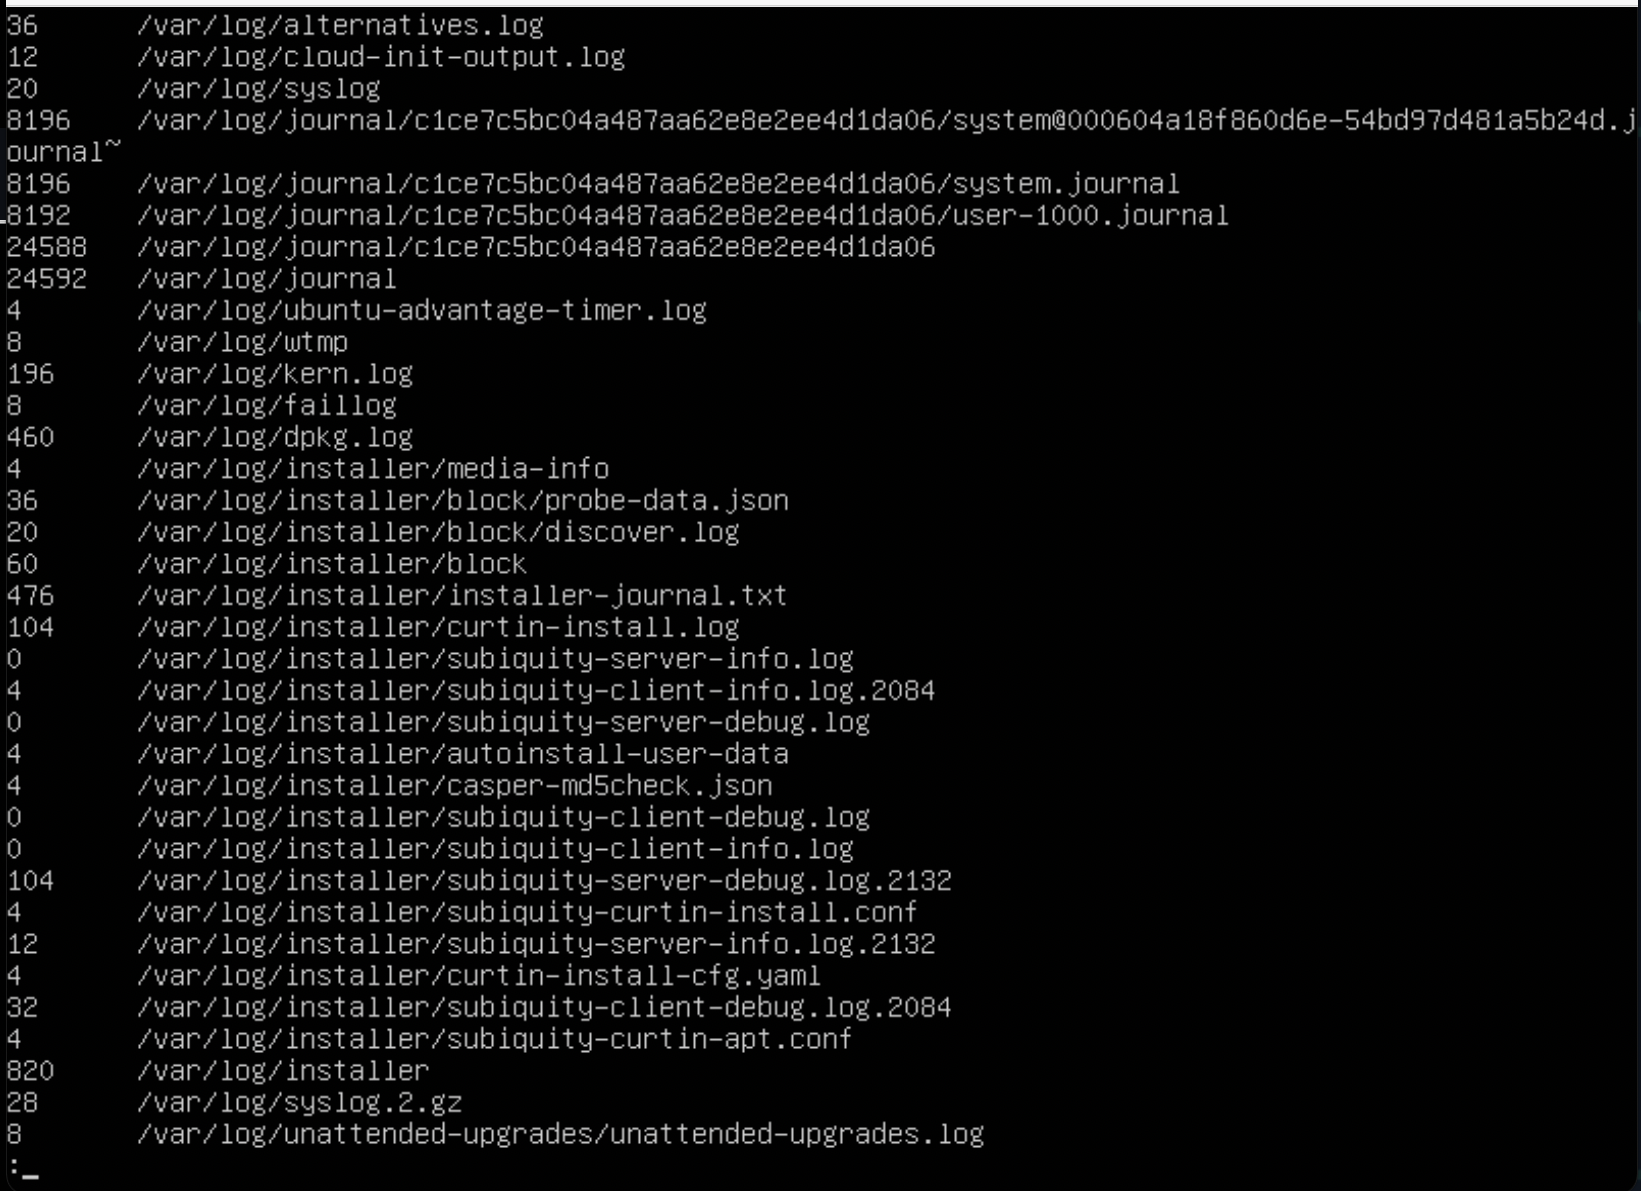 36      /var/log/alternatives.log
12      /var/log/cloud-init-output.log
20      /var/log/syslog
8196    /var/log/journal/c1ce7c5bc04a487aa62e8e2ee4d1da06/system@000604a18f860d6e-54bd97d481a5b24d.j
ournal~
8196    /var/log/journal/c1ce7c5bc04a487aa62e8e2ee4d1da06/system.journal
8192    /var/log/journal/c1ce7c5bc04a487aa62e8e2ee4d1da06/user-1000.journal
24588   /var/log/journal/c1ce7c5bc04a487aa62e8e2ee4d1da06
24592   /var/log/journal
4       /var/log/ubuntu-advantage-timer.log
8       /var/log/wtmp
196     /var/log/kern.log
8       /var/log/faillog
460     /var/log/dpkg.log
4       /var/log/installer/media-info
36      /var/log/installer/block/probe-data.json
20      /var/log/installer/block/discover.log
60      /var/log/installer/block
476     /var/log/installer/installer-journal.txt
104     /var/log/installer/curtin-install.log
0       /var/log/installer/subiquity-server-info.log
4       /var/log/installer/subiquity-client-info.log.2084
0       /var/log/installer/subiquity-server-debug.log
4       /var/log/installer/autoinstall-user-data
4       /var/log/installer/casper-md5check.json
0       /var/log/installer/subiquity-client-debug.log
0       /var/log/installer/subiquity-client-info.log
104     /var/log/installer/subiquity-server-debug.log.2132
4       /var/log/installer/subiquity-curtin-install.conf
12      /var/log/installer/subiquity-server-info.log.2132
4       /var/log/installer/curtin-install-cfg.yaml
32      /var/log/installer/subiquity-client-debug.log.2084
4       /var/log/installer/subiquity-curtin-apt.conf
820     /var/log/installer
28      /var/log/syslog.2.gz
8       /var/log/unattended-upgrades/unattended-upgrades.log
:_